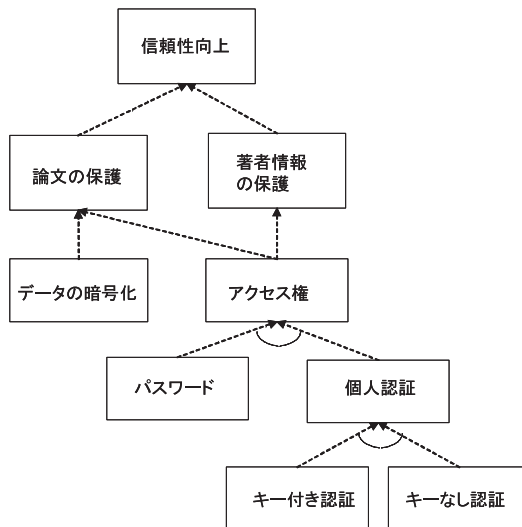 信頼性向上
論文の保護
著者情報
の保護
データの暗号化
アクセス権
パスワード
個人認証
キー付き認証
キーなし認証